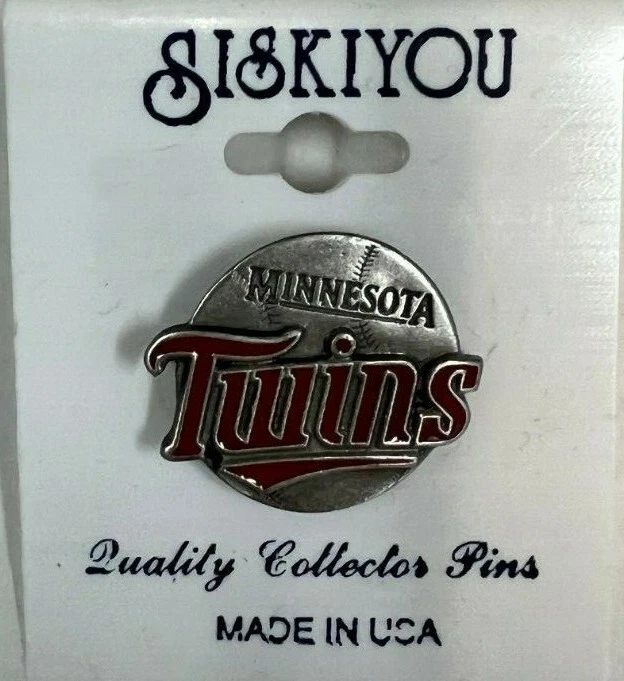 SISKIYOU
MINNESOTA
Twins
Quality Collector Pins
MADE IN USA